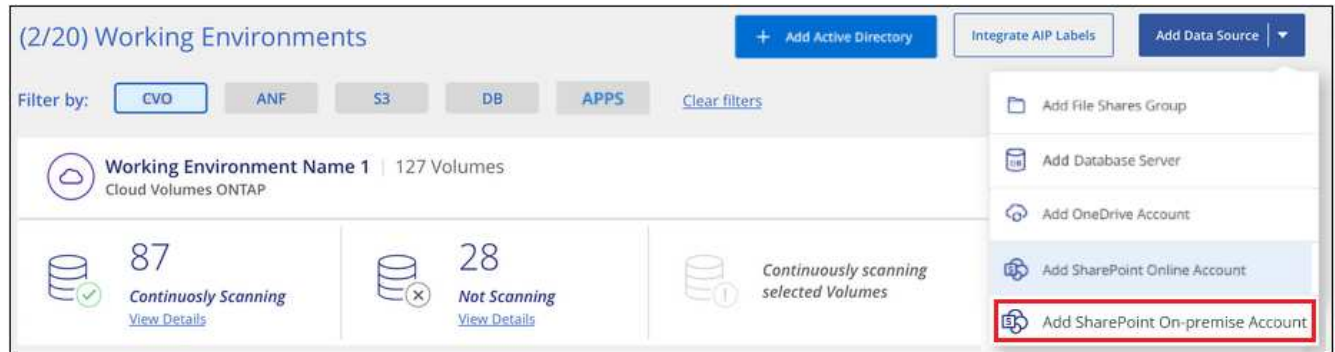 (2/20) Working Environments
+ Add Active Directory
Integrate AIP Labels
Add Data Source
Filter by:
CVO
ANF
S3
DB
APPS
Clear filters
Working Environment Name 1 | 127 Volumes
Cloud Volumes ONTAP
87
Continuosly Scanning
View Details
28
Not Scanning
View Details
Continuously scanning
selected Volumes
Add File Shares Group
DB
Add Database Server
Add OneDrive Account
S
Add SharePoint Online Account
S
Add SharePoint On-premise Account